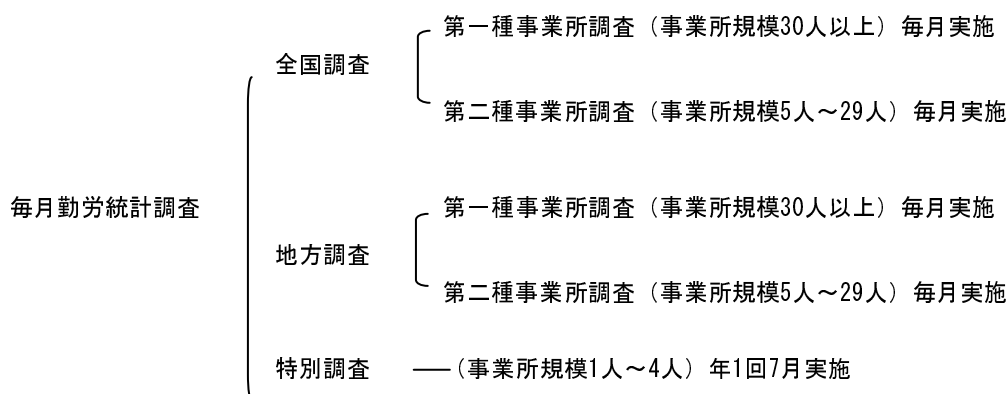 第一種事業所調査（事業所規模30人以上）毎月実施
全国調査
第二種事業所調査（事業所規模5人～29人）毎月実施
毎月勤労統計調査
第一種事業所調査（事業所規模30人以上）毎月実施
地方調査
第二種事業所調査（事業所規模5人～29人）毎月実施
特別調査 ――（事業所規模1人～4人）年1回7月実施